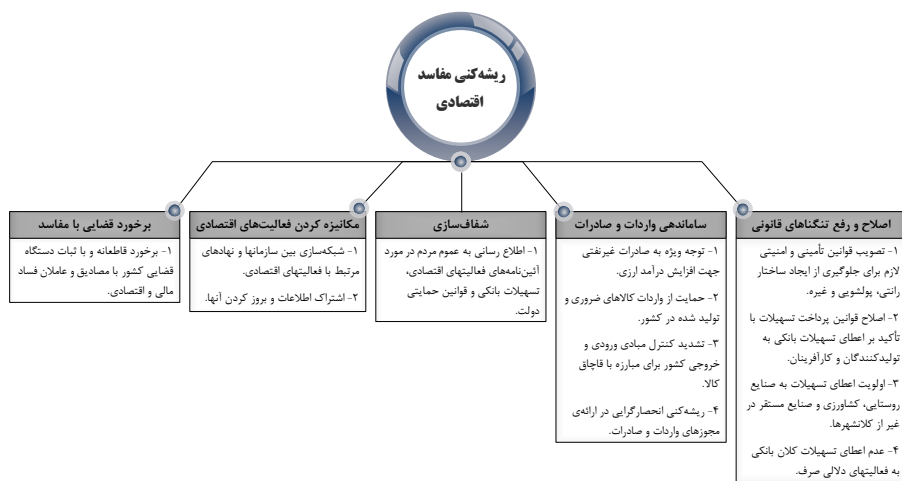 ریشه‌کنی مفاسد
اقتصادی
اصلاح و رفع تنگناهای قانونی
۱- تصویب قوانین تأمینی و امنیتی
لازم برای جلوگیری از ایجاد ساختار
رانتی، پولشویی و غیره.
۲- اصلاح قوانین پرداخت تسهیلات با
تأکید بر اعطای تسهیلات بانکی به
تولیدکنندگان و کارآفرینان.
۳- اولویت اعطای تسهیلات به صنایع
روستایی، کشاورزی و صنایع مستقر در
غیر از کلانشهرها.
۴- عدم اعطای تسهیلات کلان بانکی
به فعالیتهای دلالی صرف.
ساماندهی واردات و صادرات
۱- توجه ویژه به صادرات غیرنفتی
جهت افزایش درآمد ارزی.
۲- حمایت از واردات کالاهای ضروری و
تولید شده در کشور.
۳- تشدید کنترل مبادی ورودی و
خروجی کشور برای مبارزه با قاچاق
کالا.
۴- ریشه‌کنی انحصارگرایی در ارائه‌ی
مجوزهای واردات و صادرات.
شفاف‌سازی
۱- اطلاع رسانی به عموم مردم در مورد
آئین‌نامه‌های فعالیتهای اقتصادی،
تسهیلات بانکی و قوانین حمایتی
دولت.
مکانیزه کردن فعالیت‌های اقتصادی
۱- شبکه‌سازی بین سازمانها و نهادهای
مرتبط با فعالیتهای اقتصادی.
۲- اشتراک اطلاعات و بروز کردن آنها.
برخورد قضایی با مفاسد
۱- برخورد قاطعانه و با ثبات دستگاه
قضایی کشور با مصادیق و عاملان فساد
مالی و اقتصادی.